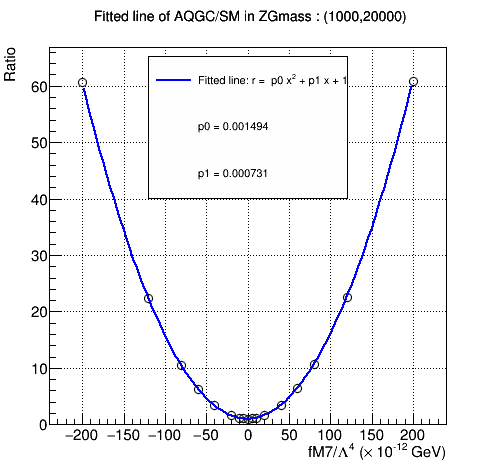 Fitted line of AQGC/SM in ZGmass : (1000,20000)
Ratio
Fitted line: r = p0 x² + p1 x + 1
p0 = 0.001494
p1 = 0.000731
60
50
40
30
20
10
0
−200 −150 −100 −50 0 50 100 150 200
fM7/Λ⁴ (× 10⁻¹² GeV)